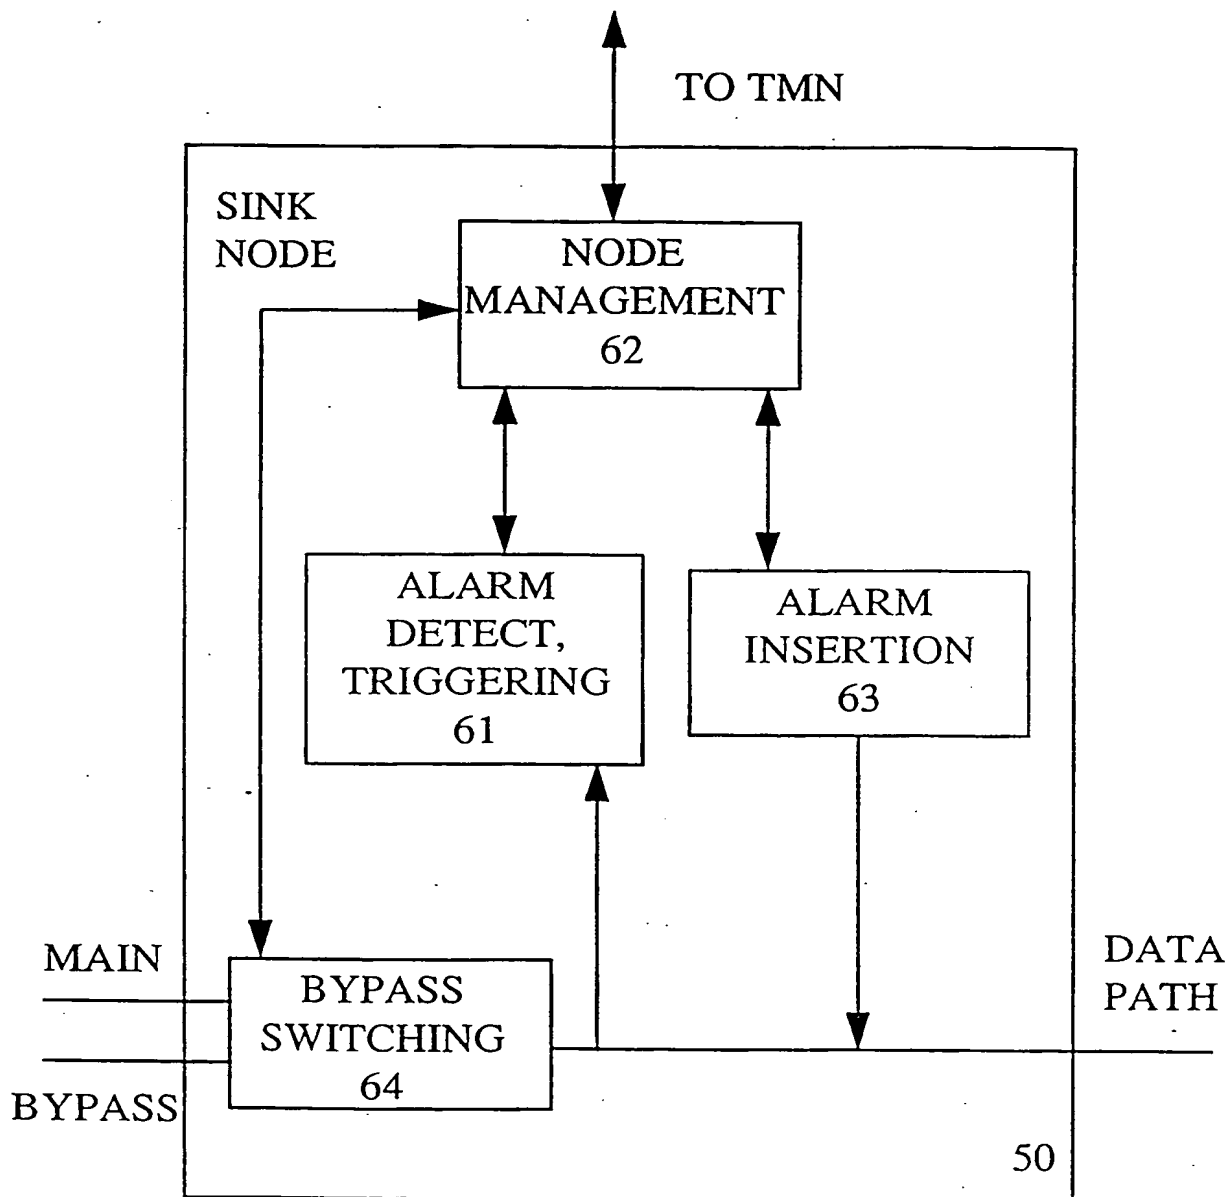 TO TMN
SINK
NODE
NODE
MANAGEMENT
62
ALARM
DETECT,
TRIGGERING
61
ALARM
INSERTION
63
MAIN
BYPASS
SWITCHING
64
BYPASS
DATA
PATH
50